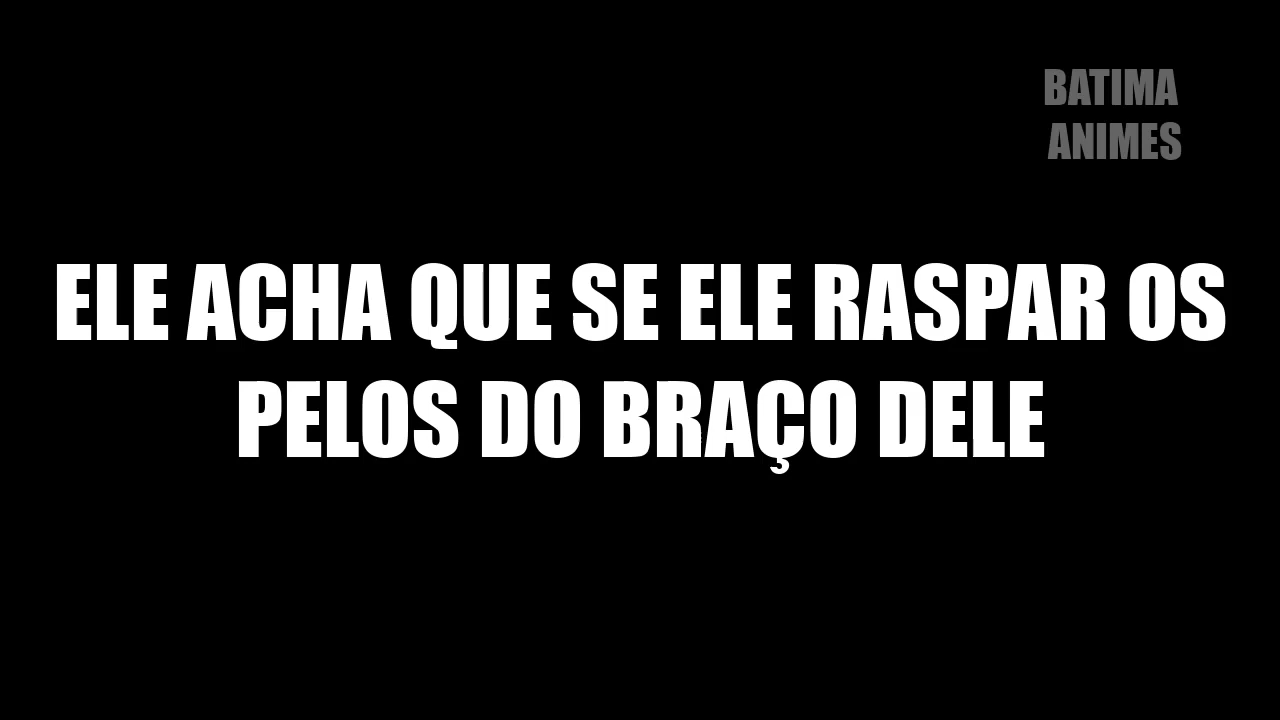 BATIMA
ANIMES
ELE ACHA QUE SE ELE RASPAR OS
PELOS DO BRAÇO DELE